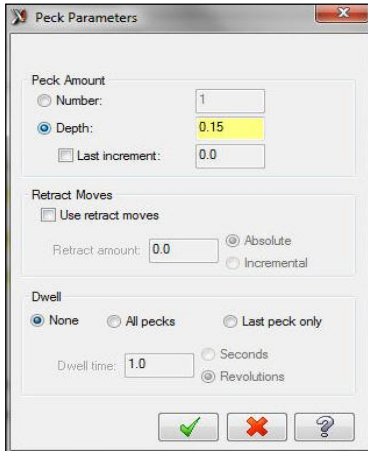 Peck Parameters
Peck Amount
Number: 1
Depth: 0.15
Last increment: 0.0
Retract Moves
Use retract moves
Retract amount: 0.0 Absolute
Incremental
Dwell
None All pecks Last peck only
Dwell time: 1.0 Seconds
Revolutions
?